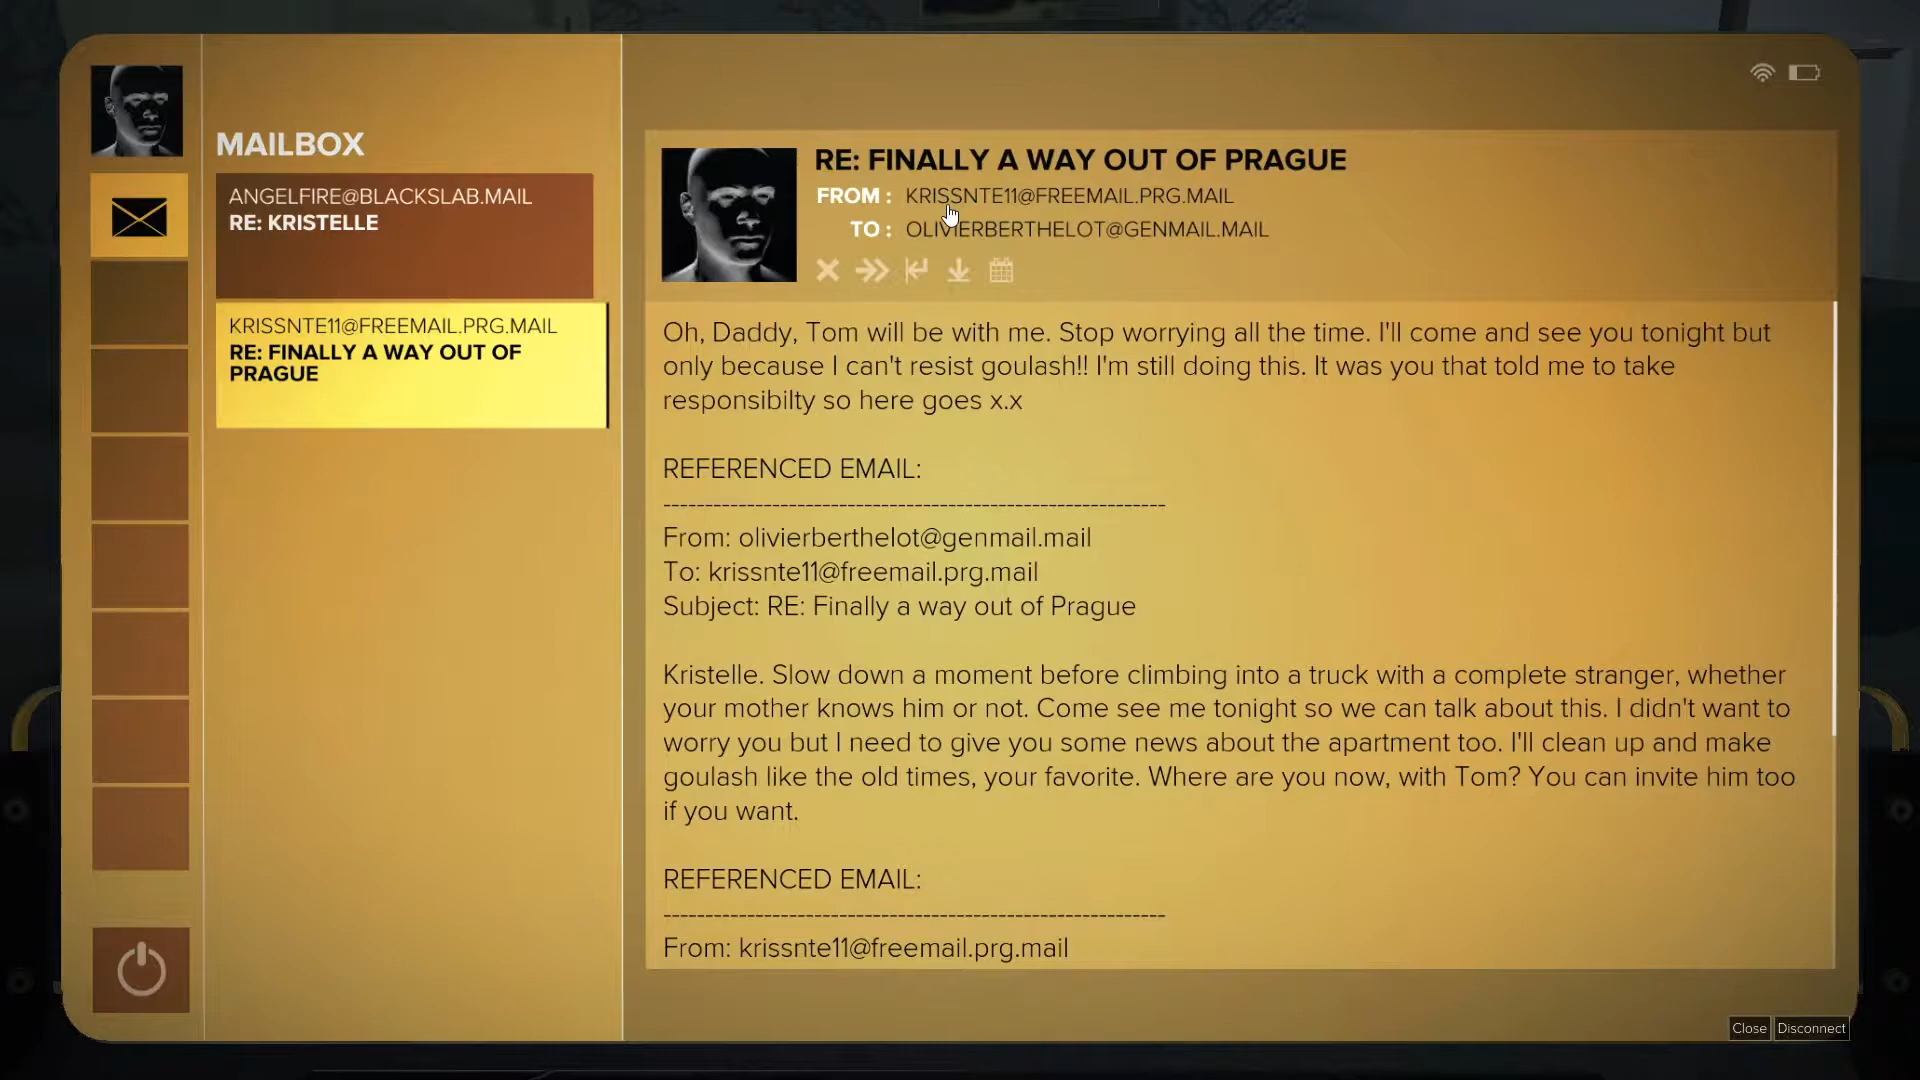 MAILBOX
ANGELFIRE@BLACKSLAB.MAIL
RE: KRISTELLE
KRISSNTE11@FREEMAIL.PRG.MAIL
RE: FINALLY A WAY OUT OF
PRAGUE
RE: FINALLY A WAY OUT OF PRAGUE
FROM : KRISSNTE11@FREEMAIL.PRG.MAIL
TO : OLIVIERBERTHELOT@GENMAIL.MAIL
Oh, Daddy, Tom will be with me. Stop worrying all the time. I'll come and see you tonight but
only because I can't resist goulash!! I'm still doing this. It was you that told me to take
responsibilty so here goes x.x
REFERENCED EMAIL:
------------------------------------------------------------
From: olivierberthelot@genmail.mail
To: krissnte11@freemail.prg.mail
Subject: RE: Finally a way out of Prague
Kristelle. Slow down a moment before climbing into a truck with a complete stranger, whether
your mother knows him or not. Come see me tonight so we can talk about this. I didn't want to
worry you but I need to give you some news about the apartment too. I'll clean up and make
goulash like the old times, your favorite. Where are you now, with Tom? You can invite him too
if you want.
REFERENCED EMAIL:
------------------------------------------------------------
From: krissnte11@freemail.prg.mail
Close Disconnect